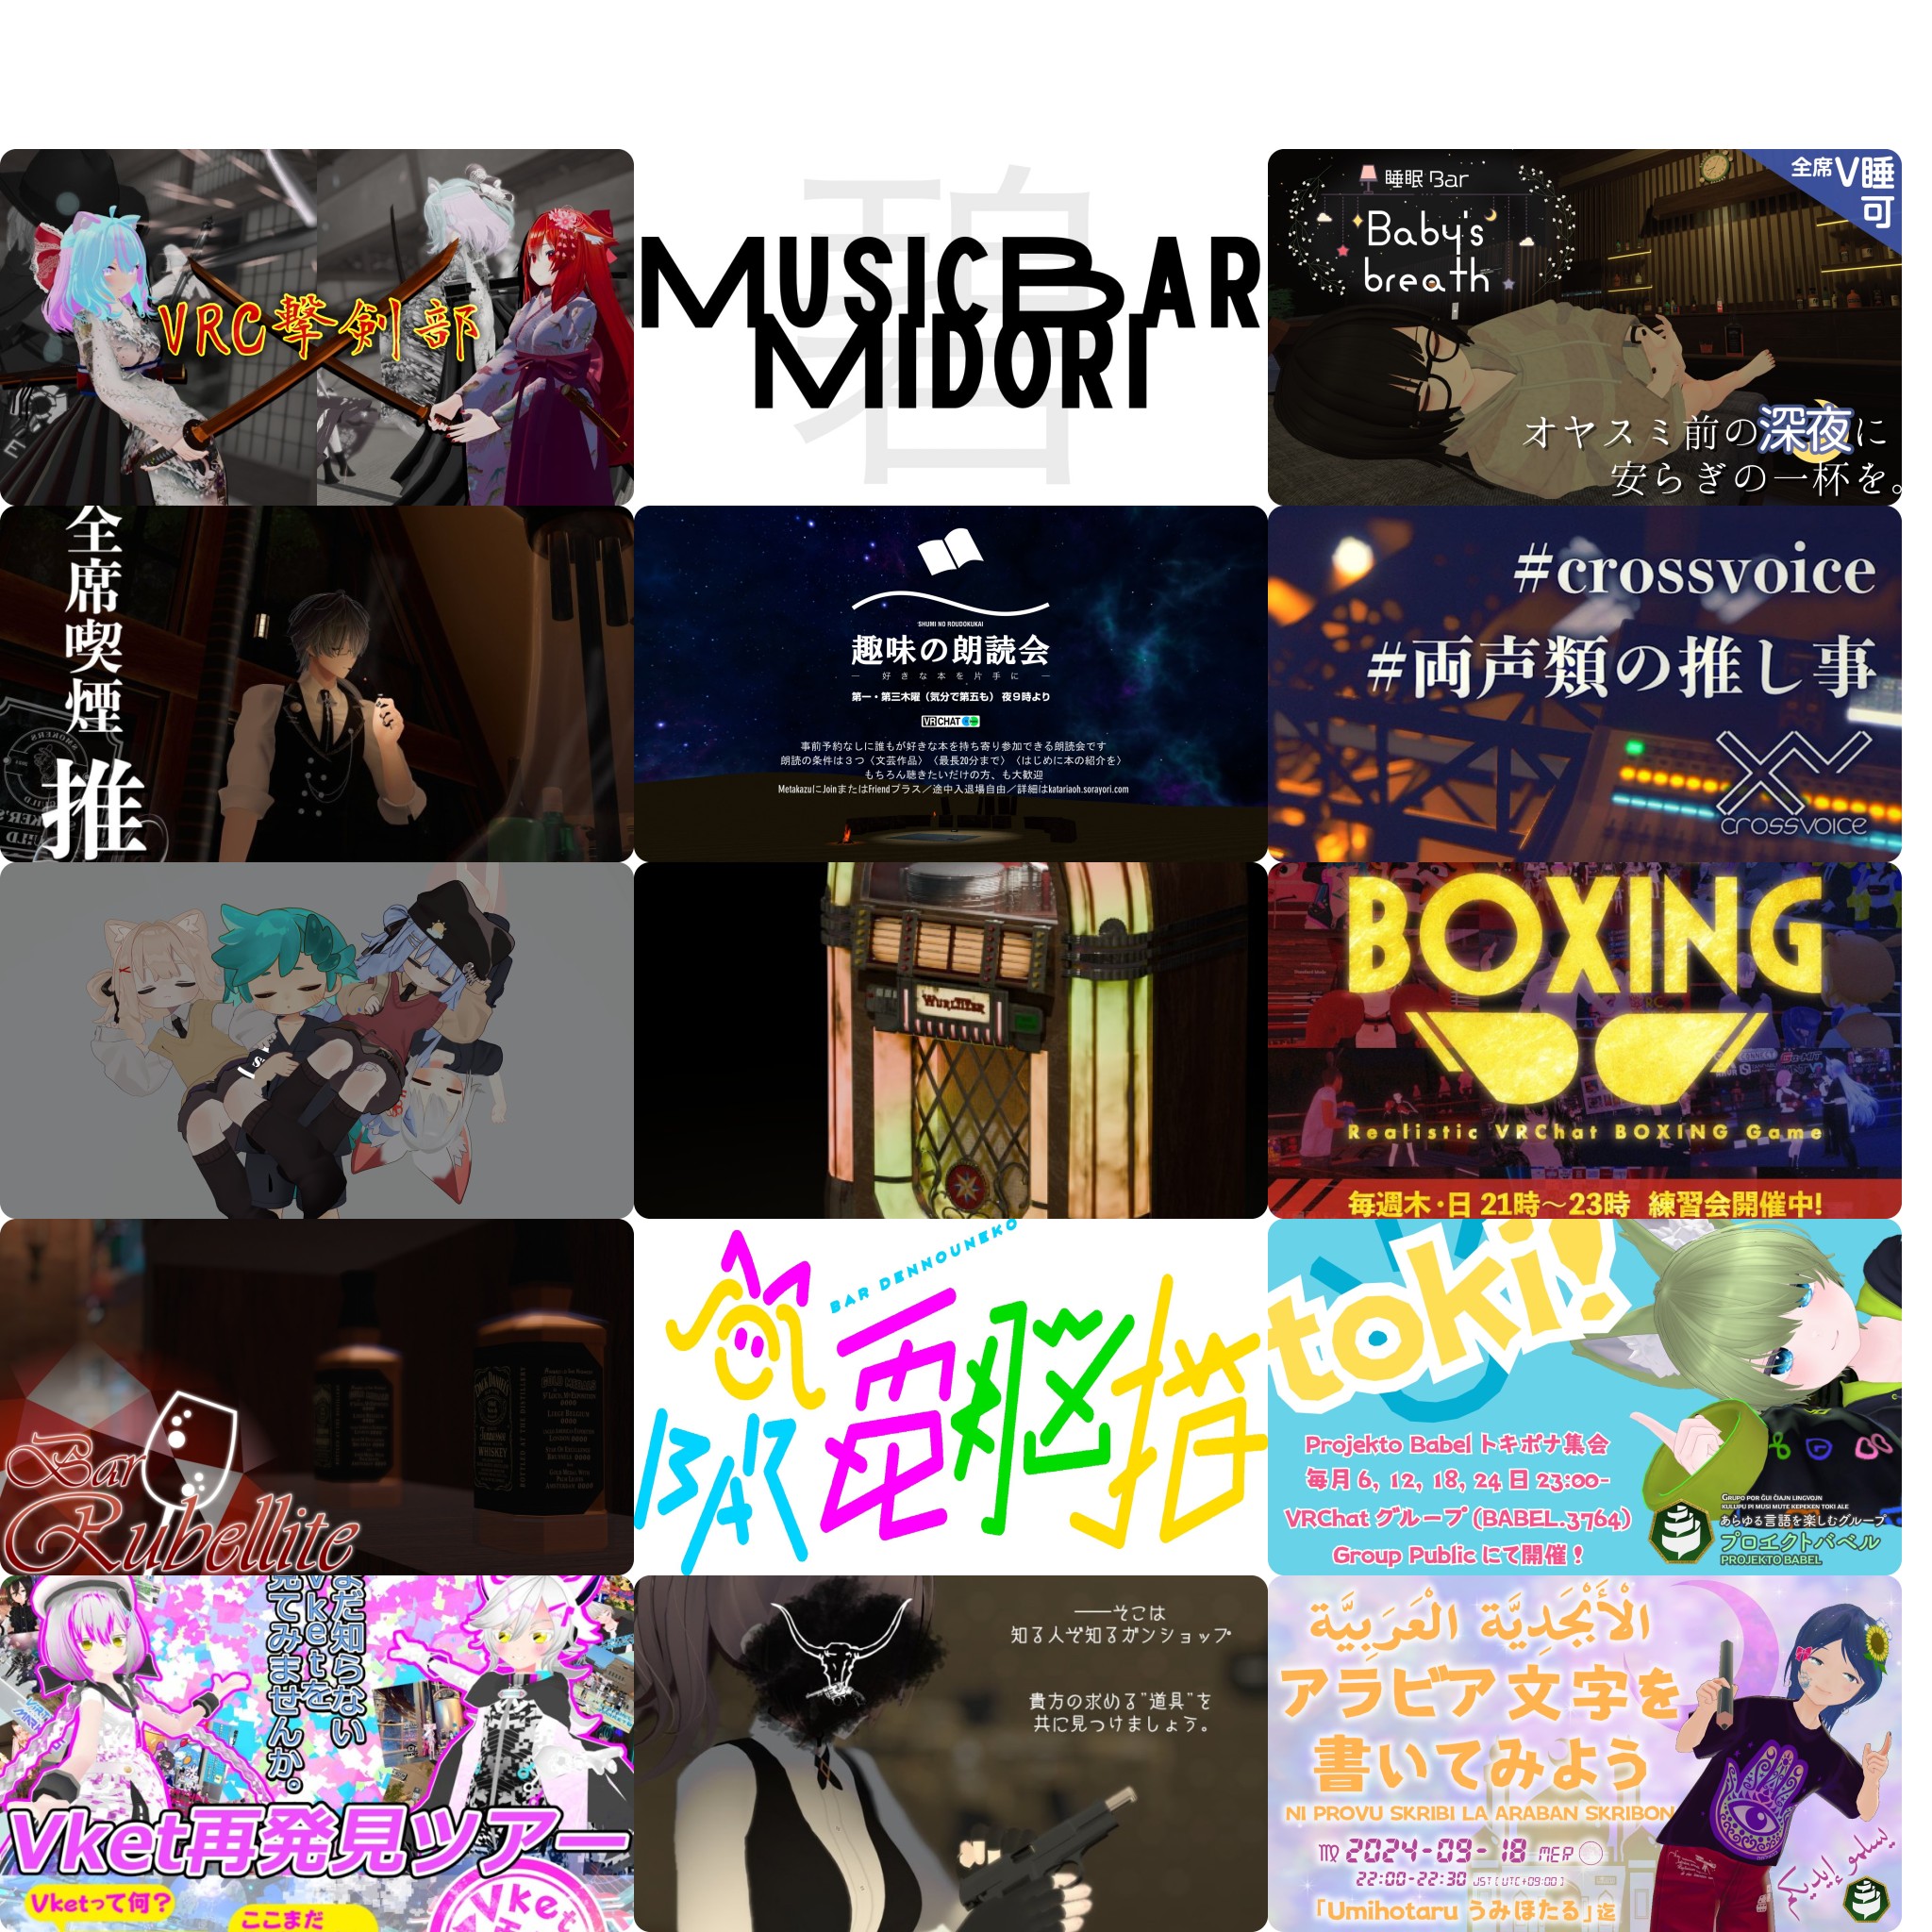 VRC撃剣部
碧
MUSICBAR
MIDORI
睡眠Bar
Baby's
breath
全席V睡
可
オヤスミ前の深夜に
安らぎの一杯を。
全席喫煙
推
SHUMI NO ROUDOKUKAI
趣味の朗読会
好きな本を片手に
第一・第三木曜（気分で第五も） 夜９時より
VRCHAT
事前予約なしに誰もが好きな本を持ち寄り参加できる朗読会です
朗読の条件は３つ〈文芸作品〉〈最長20分まで〉〈はじめに本の紹介を〉
もちろん聴きたいだけの方、も大歓迎
MetakazuにJoinまたはFriendプラス／途中入退場自由／詳細はkatariaoh.sorayori.com
#crossvoice
#両声類の推し事
crossvoice
WURLITZER
BOXING
Realistic VRChat BOXING Game
毎週木・日 21時～23時 練習会開催中!
Bar
Rubellite
Tennessee
WHISKEY
BAR DENNOUNEKO
BAR電脳猫
toki!
Projekto Babel トキポナ集会
毎月 6, 12, 18, 24 日 23:00-
VRChat グループ (BABEL.3764)
Group Public にて開催！
GRUPO POR ĈIUJ ĈIAJN LINGVOJN
KULUPU PI MUSI MUTE KEPEKEN TOKI ALE
あらゆる言語を楽しむグループ
プロエクトバベル
PROJEKTO BABEL
まだ知らない
Vketを
見てみませんか。
Vket再発見ツアー
Vketって何？
ここまだ
Vket
――そこは
知る人ぞ知るガンショップ
貴方の求める"道具"を
共に見つけましょう。
الأَبْجَدِيَّة العَرَبِيَّة
アラビア文字を
書いてみよう
NI PROVU SKRIBI LA ARABAN SKRIBON
♍ 2024-09-18 MER
22:00-22:30 JST [UTC+09:00]
「Umihotaru うみほたる」迄